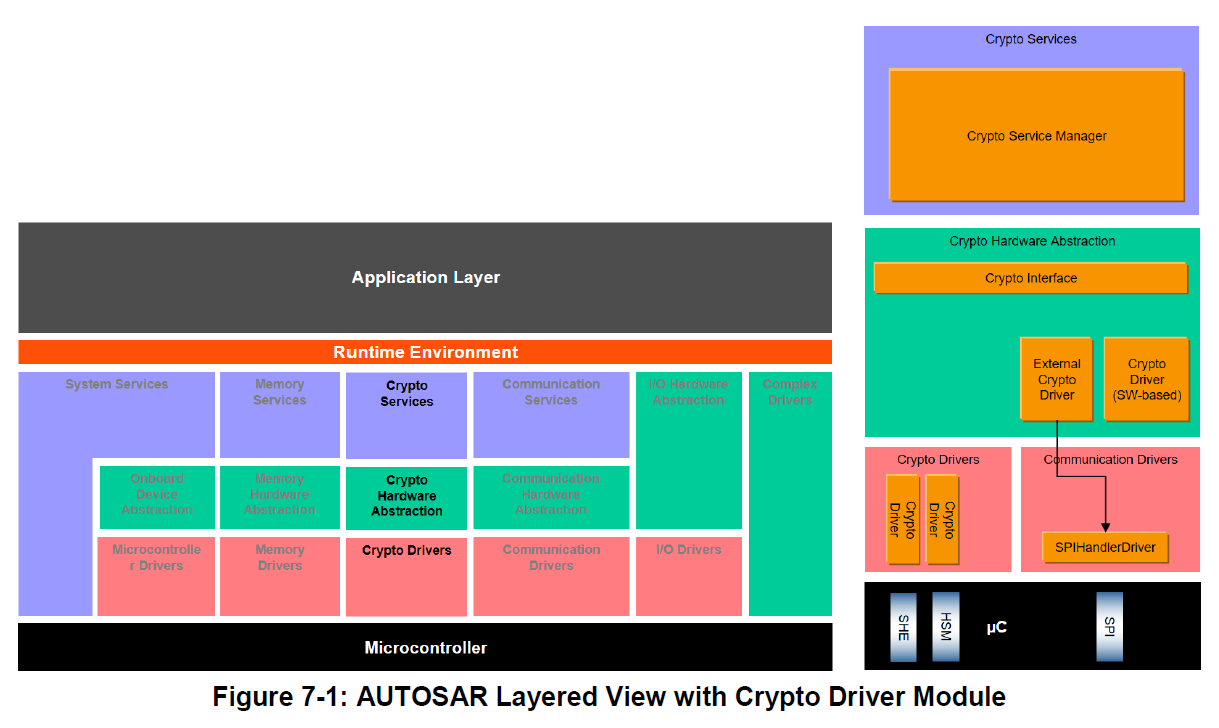 Crypto Services
Crypto Service Manager
Crypto Hardware Abstraction
Crypto Interface
External
Crypto
Driver
Crypto
Driver
(SW-based)
Crypto Drivers
Crypto
Driver
Crypto
Driver
Communication Drivers
SPIHandlerDriver
SHE
HSM
µC
SPI
Application Layer
Runtime Environment
System Services
Memory
Services
Crypto
Services
Communication
Services
I/O Hardware
Abstraction
Complex
Drivers
Onboard
Device
Abstraction
Memory
Hardware
Abstraction
Crypto
Hardware
Abstraction
Communication
Hardware
Abstraction
Microcontrolle
r Drivers
Memory
Drivers
Crypto Drivers
Communication
Drivers
I/O Drivers
Microcontroller
Figure 7-1: AUTOSAR Layered View with Crypto Driver Module